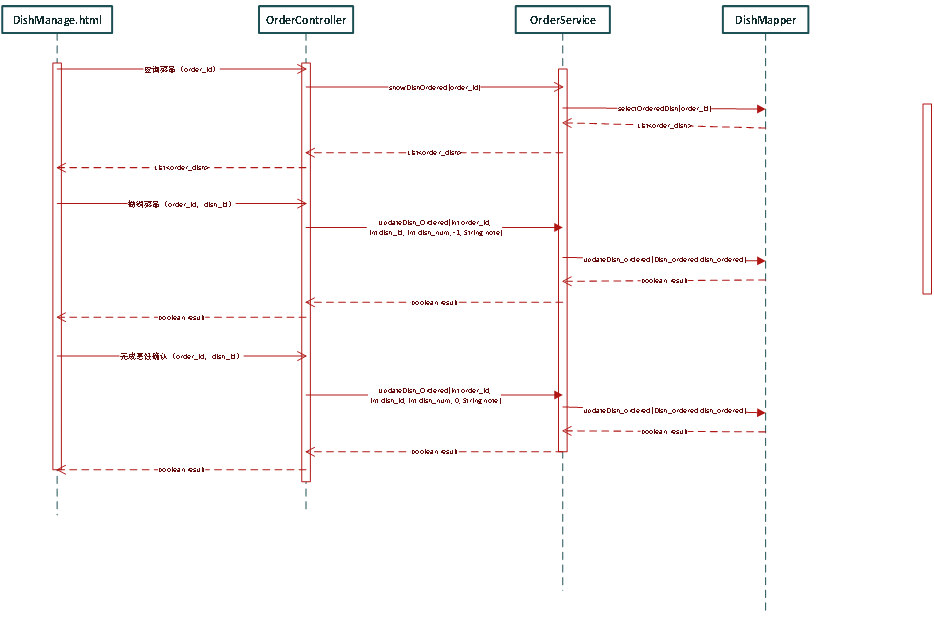 DishManage.html
OrderController
OrderService
DishMapper
查询菜品（order_id）
showDishOrdered(order_id)
selectOrderedDish(order_id)
List<order_dish>
List<order_dish>
List<order_dish>
撤销菜品（order_id, dish_id）
updateDish_Ordered(int order_id,
int dish_id, int dish_num, -1, String note)
updateDish_ordered(Dish_ordered dish_ordered)
boolean result
boolean result
boolean result
完成烹饪确认（order_id, dish_id）
updateDish_Ordered(int order_id,
int dish_id, int dish_num, 0, String note)
updateDish_ordered(Dish_ordered dish_ordered)
boolean result
boolean result
boolean result